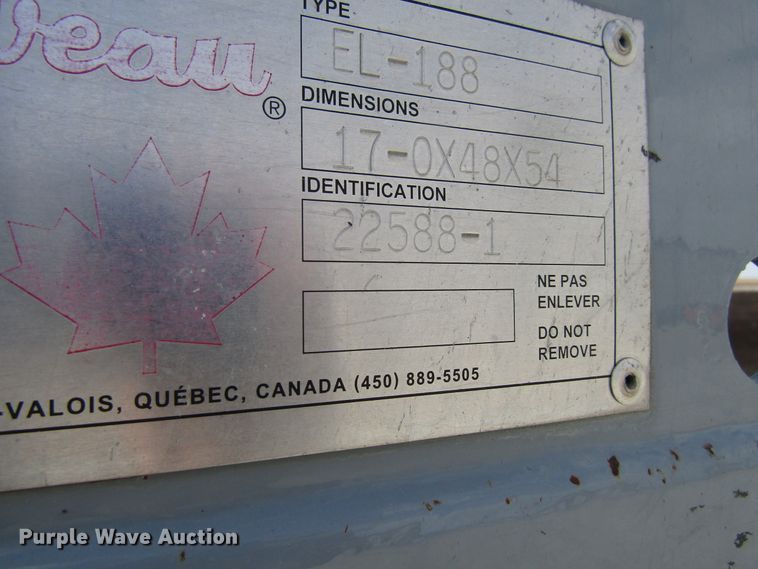 TYPE
veau®
EL-188
DIMENSIONS
17-0X48X54
IDENTIFICATION
22588-1
NE PAS
ENLEVER
DO NOT
REMOVE
-VALOIS, QUÉBEC, CANADA (450) 889-5505
Purple Wave Auction